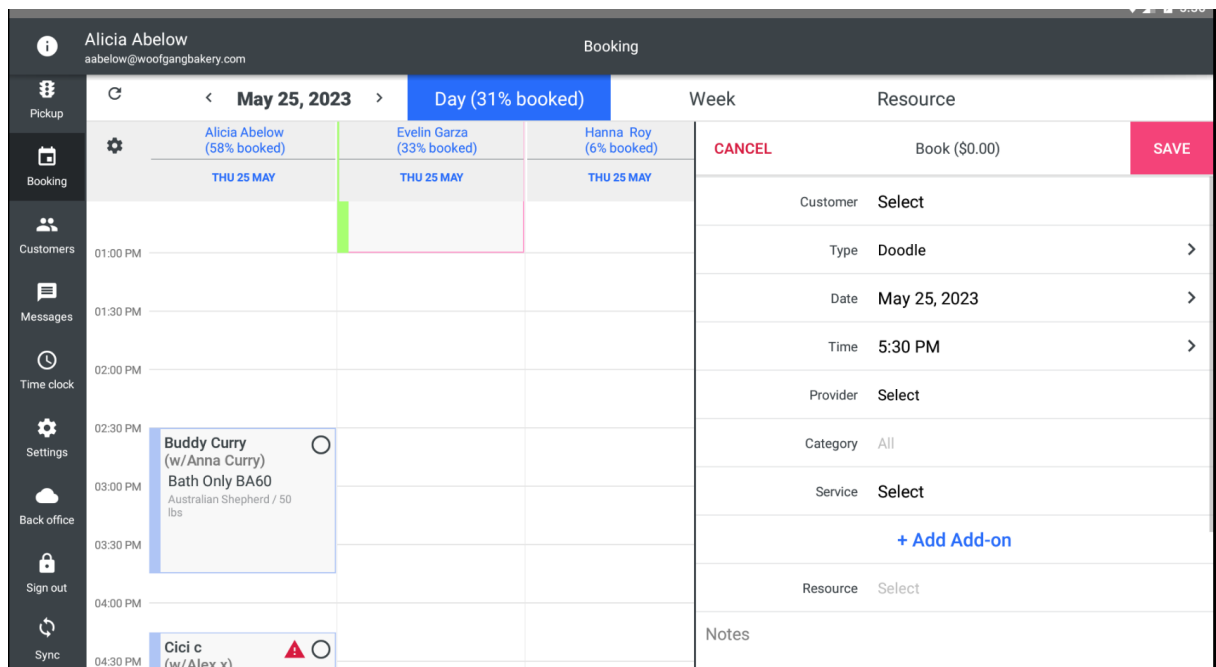 Alicia Abelow
aabelow@woofgangbakery.com
Booking
Pickup
Booking
Customers
Messages
Time clock
Settings
Back office
Sign out
Sync
May 25, 2023
Day (31% booked)
Week
Resource
Alicia Abelow
(58% booked)
THU 25 MAY
Evelin Garza
(33% booked)
THU 25 MAY
Hanna Roy
(6% booked)
THU 25 MAY
01:00 PM
01:30 PM
02:00 PM
02:30 PM
03:00 PM
03:30 PM
04:00 PM
04:30 PM
Buddy Curry
(w/Anna Curry)
Bath Only BA60
Australian Shepherd / 50
lbs
Cici c
(w/Alex x)
CANCEL
Book ($0.00)
SAVE
Customer Select
Type Doodle
Date May 25, 2023
Time 5:30 PM
Provider Select
Category All
Service Select
+ Add Add-on
Resource Select
Notes